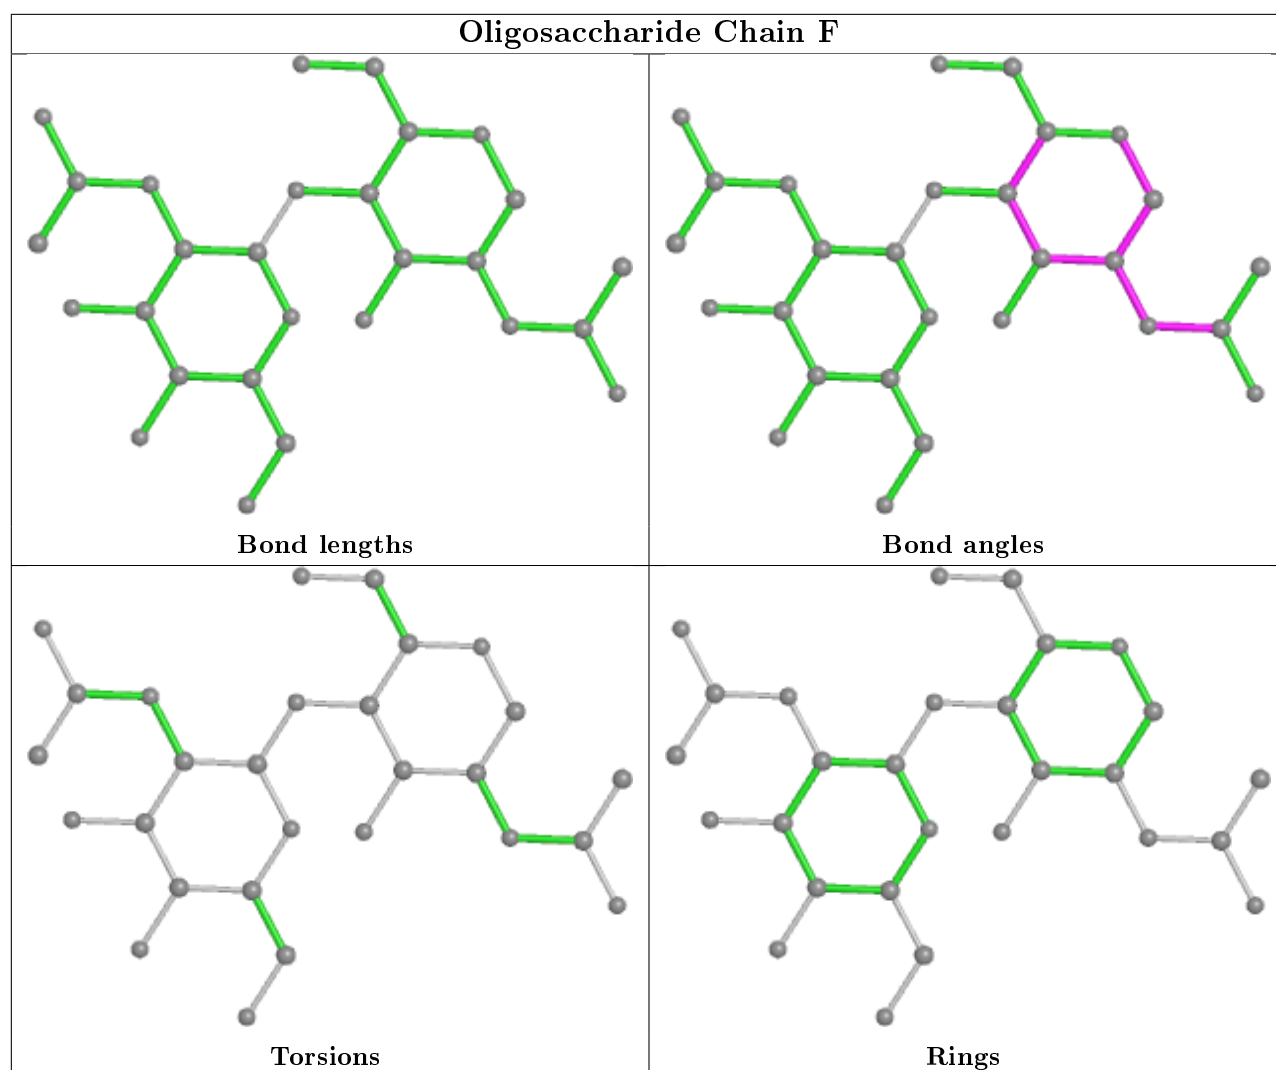 Oligosaccharide Chain F
Bond lengths
Bond angles
Torsions
Rings